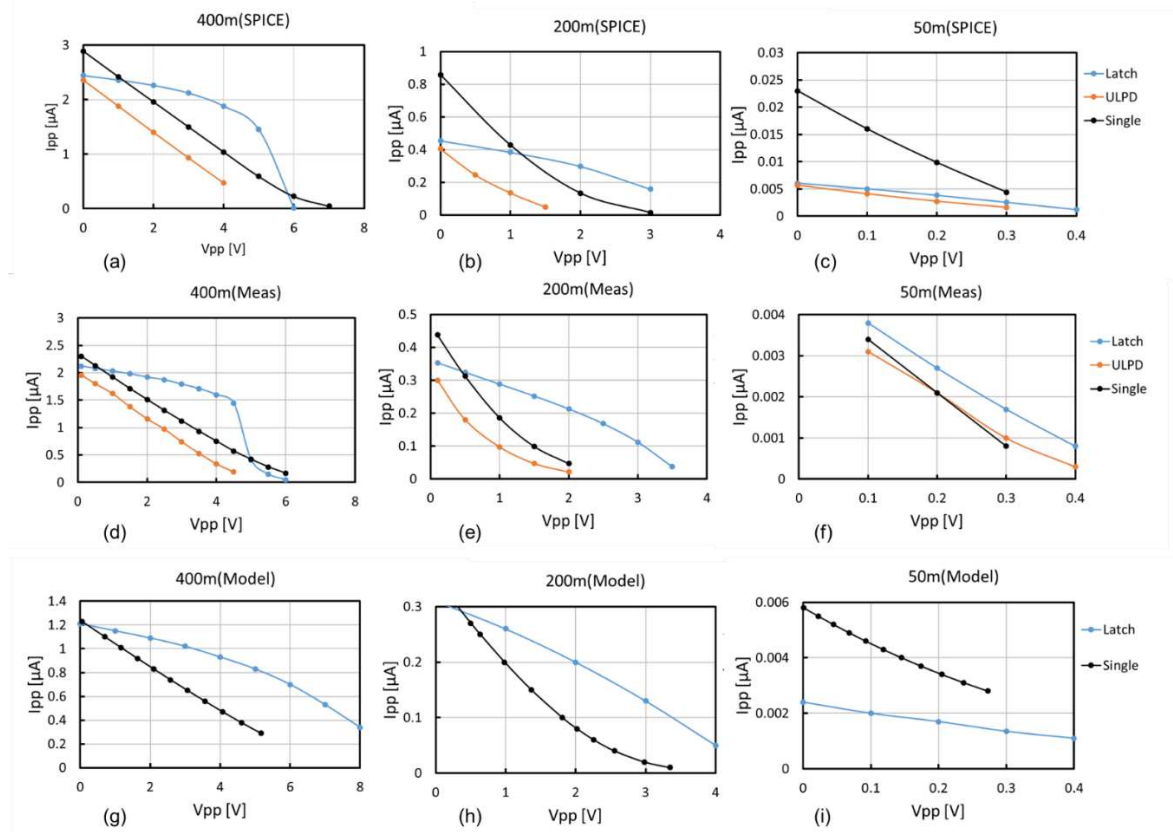 400m(SPICE)
3
2
1
0
Ipp [µA]
0 2 4 6 8
Vpp [V]
(a)
200m(SPICE)
1
0.8
0.6
0.4
0.2
0
Ipp [µA]
0 1 2 3 4
Vpp [V]
(b)
50m(SPICE)
0.03
0.025
0.02
0.015
0.01
0.005
0
Ipp [µA]
0 0.1 0.2 0.3 0.4
Vpp [V]
(c)
Latch
ULPD
Single
400m(Meas)
3
2.5
2
1.5
1
0.5
0
Ipp [µA]
0 2 4 6 8
Vpp [V]
(d)
200m(Meas)
0.5
0.4
0.3
0.2
0.1
0
Ipp [µA]
0 1 2 3 4
Vpp [V]
(e)
50m(Meas)
0.004
0.003
0.002
0.001
0
Ipp [µA]
0 0.1 0.2 0.3 0.4
Vpp [V]
(f)
Latch
ULPD
Single
400m(Model)
1.4
1.2
1
0.8
0.6
0.4
0.2
0
Ipp [µA]
0 2 4 6 8
Vpp [V]
(g)
200m(Model)
0.3
0.2
0.1
0
Ipp [µA]
0 1 2 3 4
Vpp [V]
(h)
50m(Model)
0.006
0.004
0.002
0
Ipp [µA]
0 0.1 0.2 0.3 0.4
Vpp [V]
(i)
Latch
Single